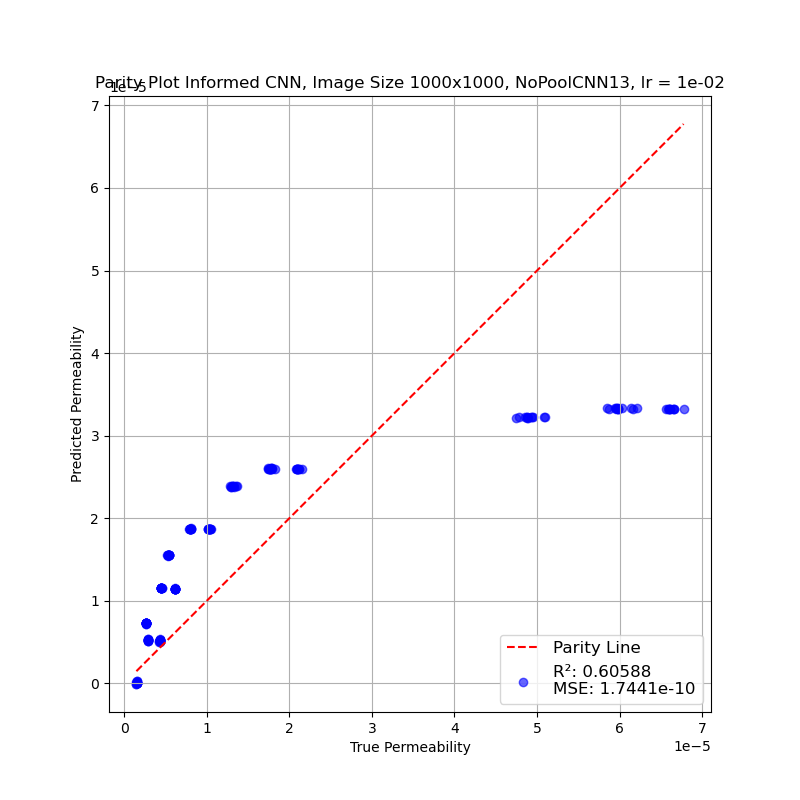 Parity Plot Informed CNN, Image Size 1000x1000, NoPoolCNN13, lr = 1e-02
1e−5
7
6
5
4
3
2
1
0
Predicted Permeability
Parity Line
R²: 0.60588
MSE: 1.7441e-10
0 1 2 3 4 5 6 7
True Permeability
1e−5